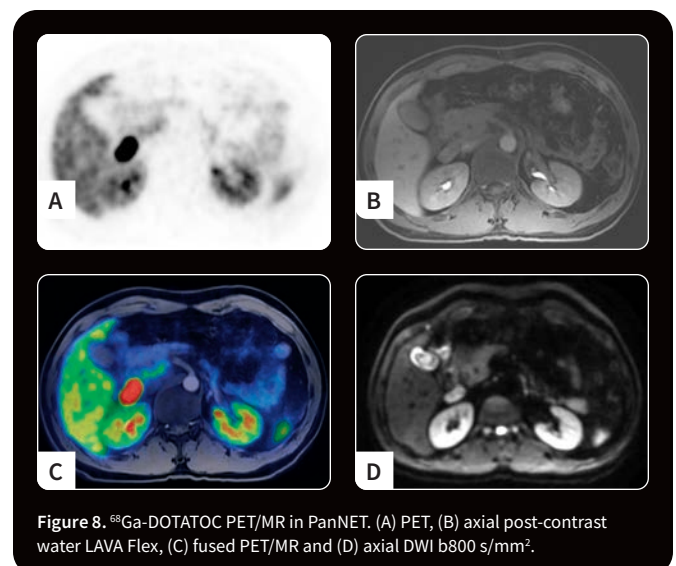 A
B
C
D
Figure 8. ⁶⁸Ga-DOTATOC PET/MR in PanNET. (A) PET, (B) axial post-contrast
water LAVA Flex, (C) fused PET/MR and (D) axial DWI b800 s/mm².